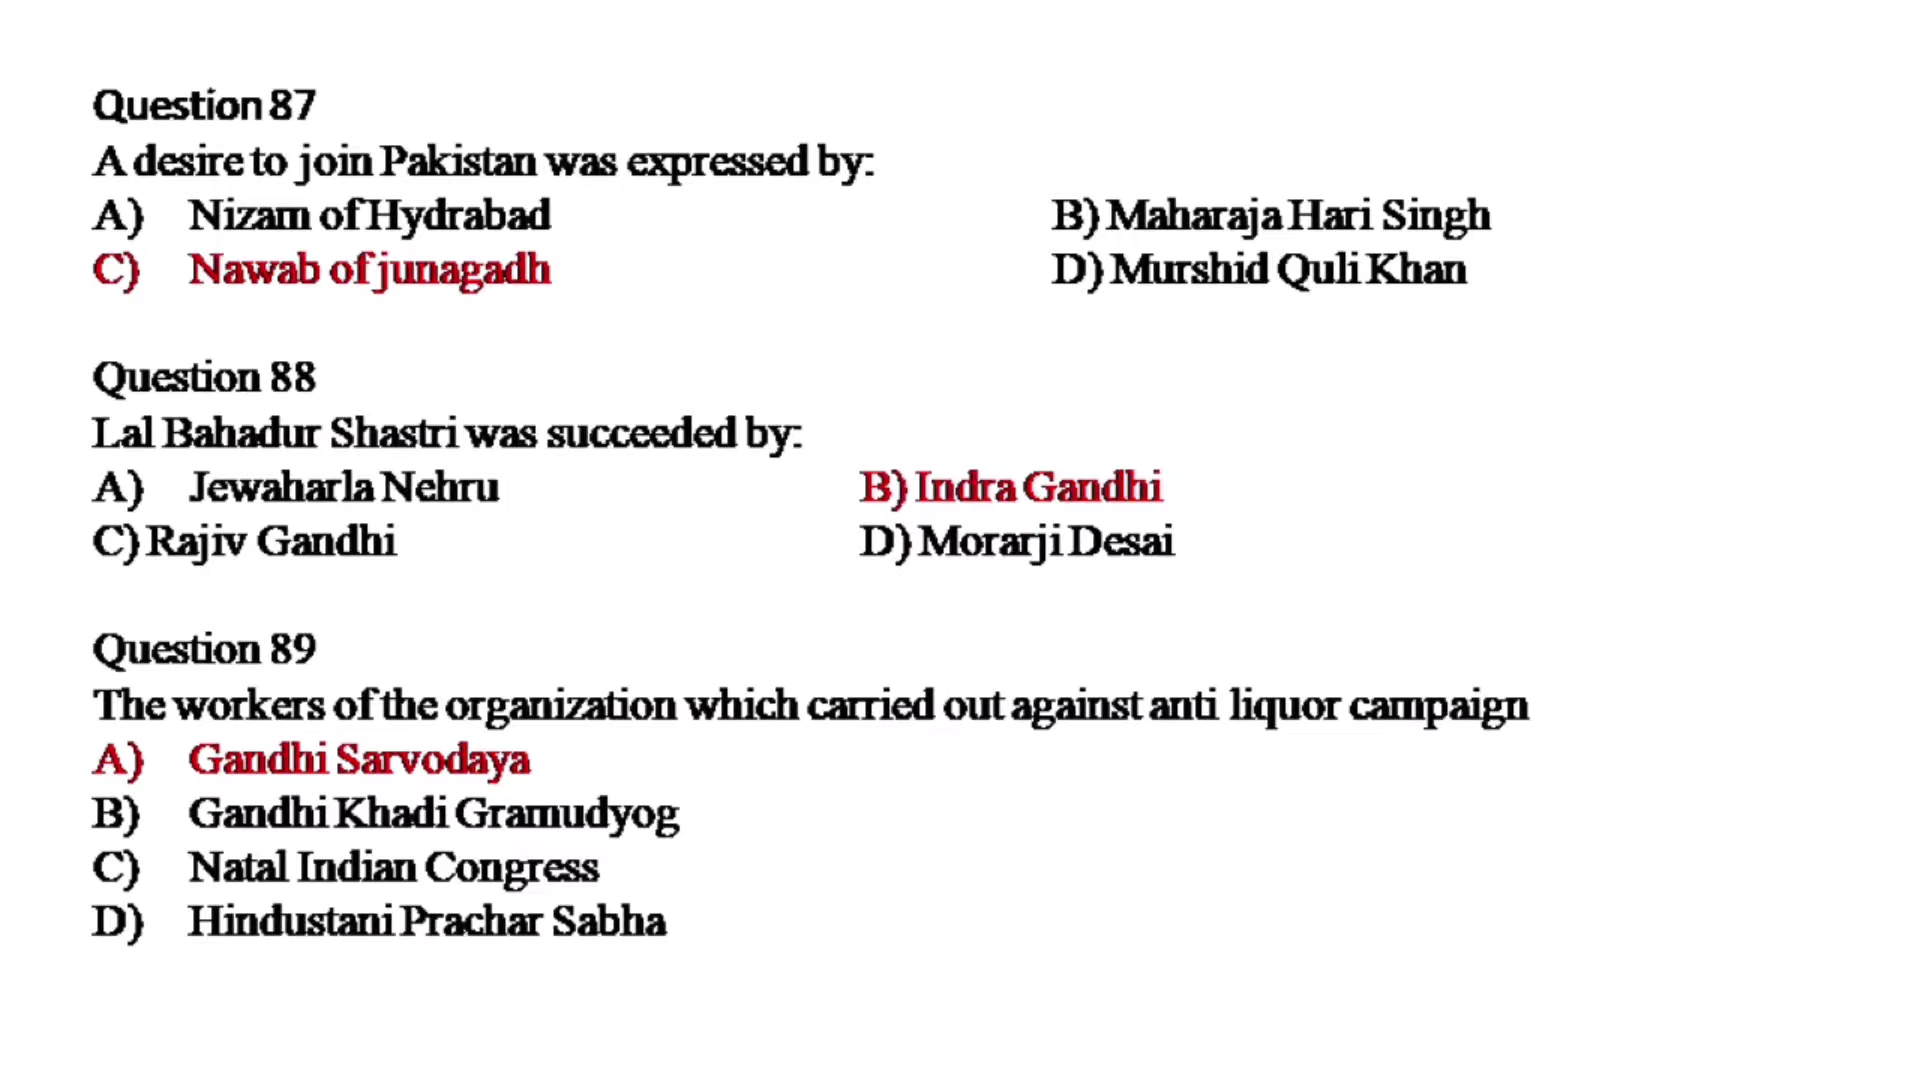 Question 87
A desire to join Pakistan was expressed by:
A) Nizam of Hydrabad B) Maharaja Hari Singh
C) Nawab of junagadh D) Murshid Quli Khan
Question 88
Lal Bahadur Shastri was succeeded by:
A) Jewaharla Nehru B) Indra Gandhi
C) Rajiv Gandhi D) Morarji Desai
Question 89
The workers of the organization which carried out against anti liquor campaign
A) Gandhi Sarvodaya
B) Gandhi Khadi Gramudyog
C) Natal Indian Congress
D) Hindustani Prachar Sabha